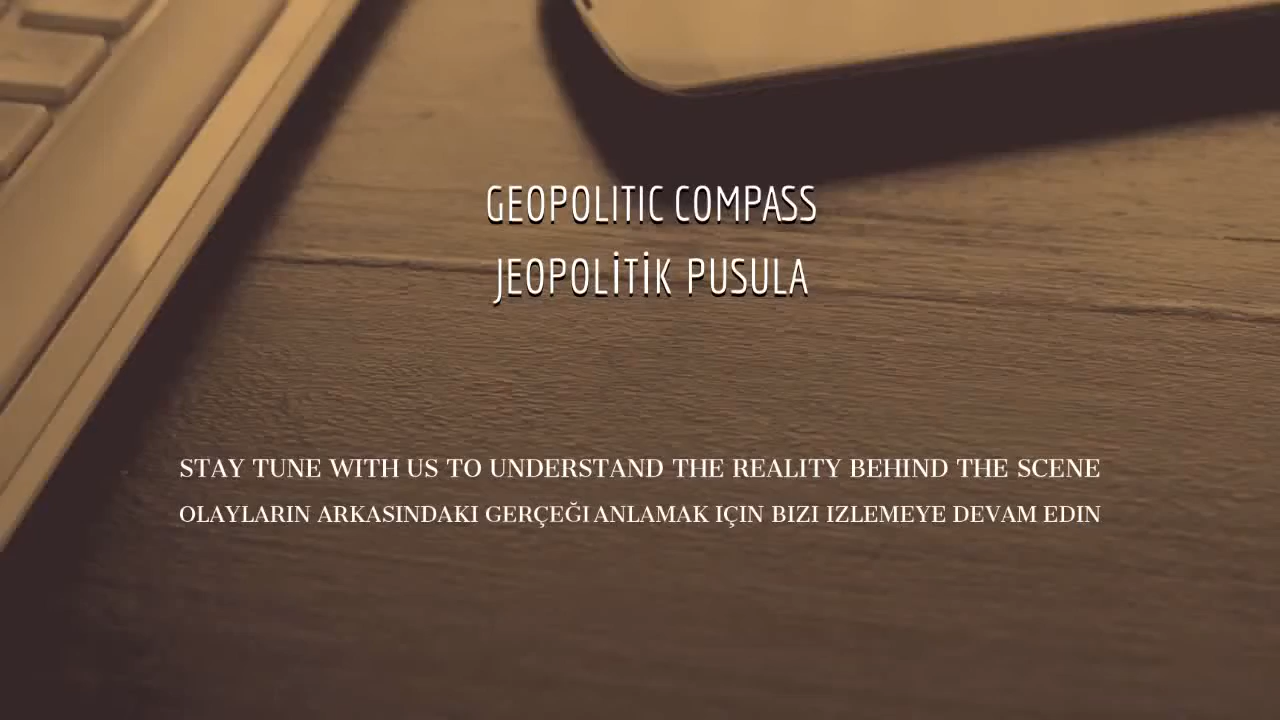 GEOPOLITIC COMPASS
JEOPOLİTİK PUSULA
STAY TUNE WITH US TO UNDERSTAND THE REALITY BEHIND THE SCENE
OLAYLARIN ARKASINDAKI GERÇEĞI ANLAMAK IÇIN BIZI IZLEMEYE DEVAM EDIN